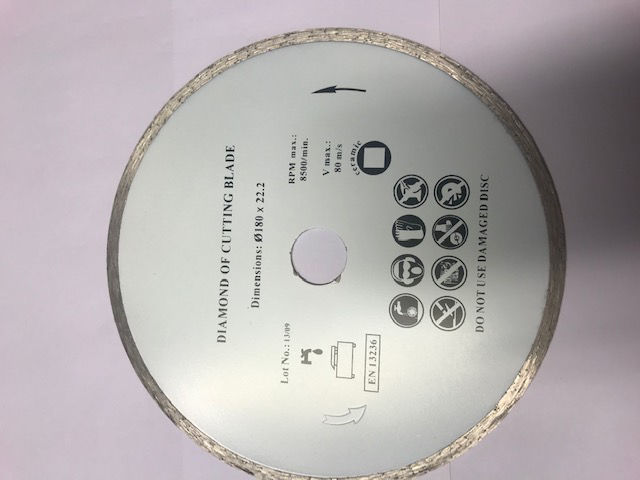 DIAMOND OF CUTTING BLADE
Dimensions: Ø180 x 22.2
RPM max.:
8500/min.
V max.:
80 m/s
ceramic
Lot No.: 13/09
EN 13236
DO NOT USE DAMAGED DISC